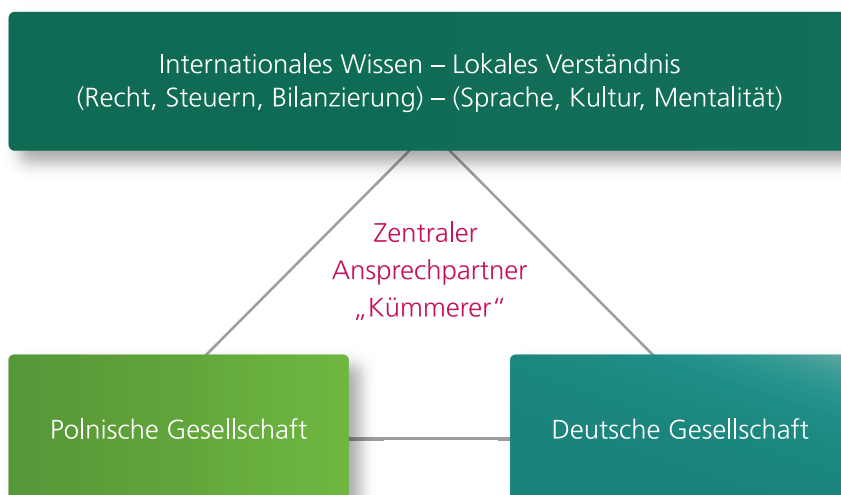 Internationales Wissen – Lokales Verständnis
(Recht, Steuern, Bilanzierung) – (Sprache, Kultur, Mentalität)
Zentraler
Ansprechpartner
„Kümmerer“
Polnische Gesellschaft
Deutsche Gesellschaft